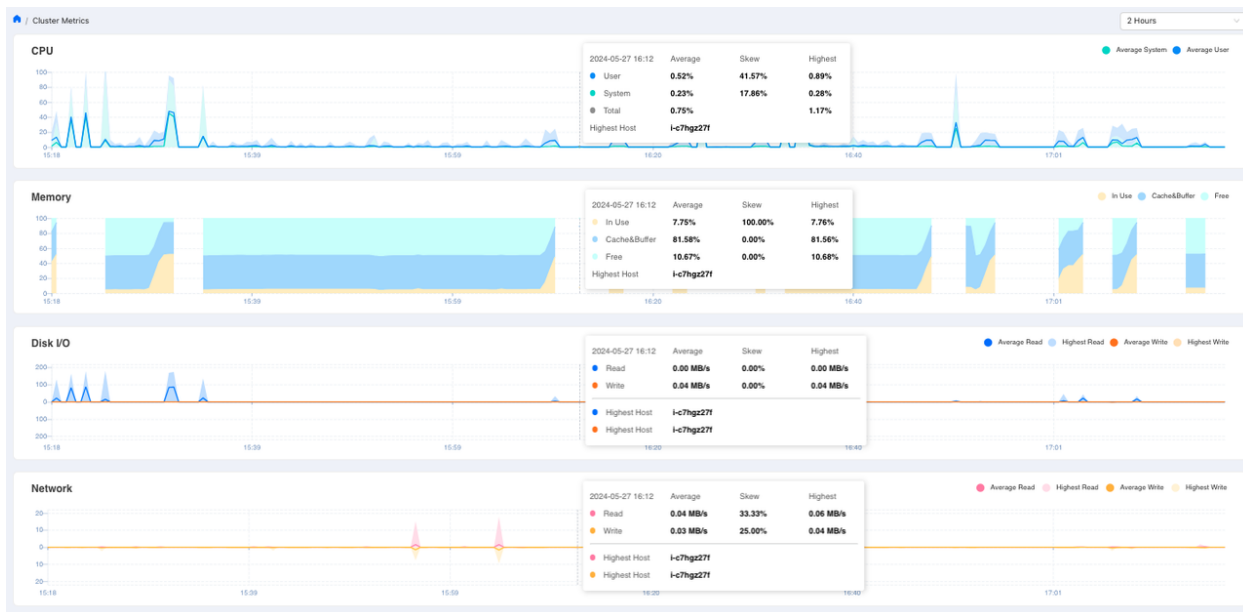 / Cluster Metrics
2 Hours
CPU
Average System Average User
2024-05-27 16:12 Average Skew Highest
User 0.52% 41.57% 0.89%
System 0.23% 17.86% 0.28%
Total 0.75% 1.17%
Highest Host i-c7hgz27f
100
80
60
40
20
0
15:18 15:39 15:59 16:20 16:40 17:01
Memory
In Use Cache&Buffer Free
2024-05-27 16:12 Average Skew Highest
In Use 7.75% 100.00% 7.76%
Cache&Buffer 81.58% 0.00% 81.56%
Free 10.67% 0.00% 10.68%
Highest Host i-c7hgz27f
100
80
60
40
20
0
15:18 15:39 15:59 16:20 16:40 17:01
Disk I/O
Average Read Highest Read Average Write Highest Write
2024-05-27 16:12 Average Skew Highest
Read 0.00 MB/s 0.00% 0.00 MB/s
Write 0.04 MB/s 0.00% 0.04 MB/s
Highest Host i-c7hgz27f
Highest Host i-c7hgz27f
200
100
0
100
200
15:18 15:39 15:59 16:20 16:40 17:01
Network
Average Read Highest Read Average Write Highest Write
2024-05-27 16:12 Average Skew Highest
Read 0.04 MB/s 33.33% 0.06 MB/s
Write 0.03 MB/s 25.00% 0.04 MB/s
Highest Host i-c7hgz27f
Highest Host i-c7hgz27f
20
10
0
10
20
15:18 15:39 15:59 16:20 16:40 17:01